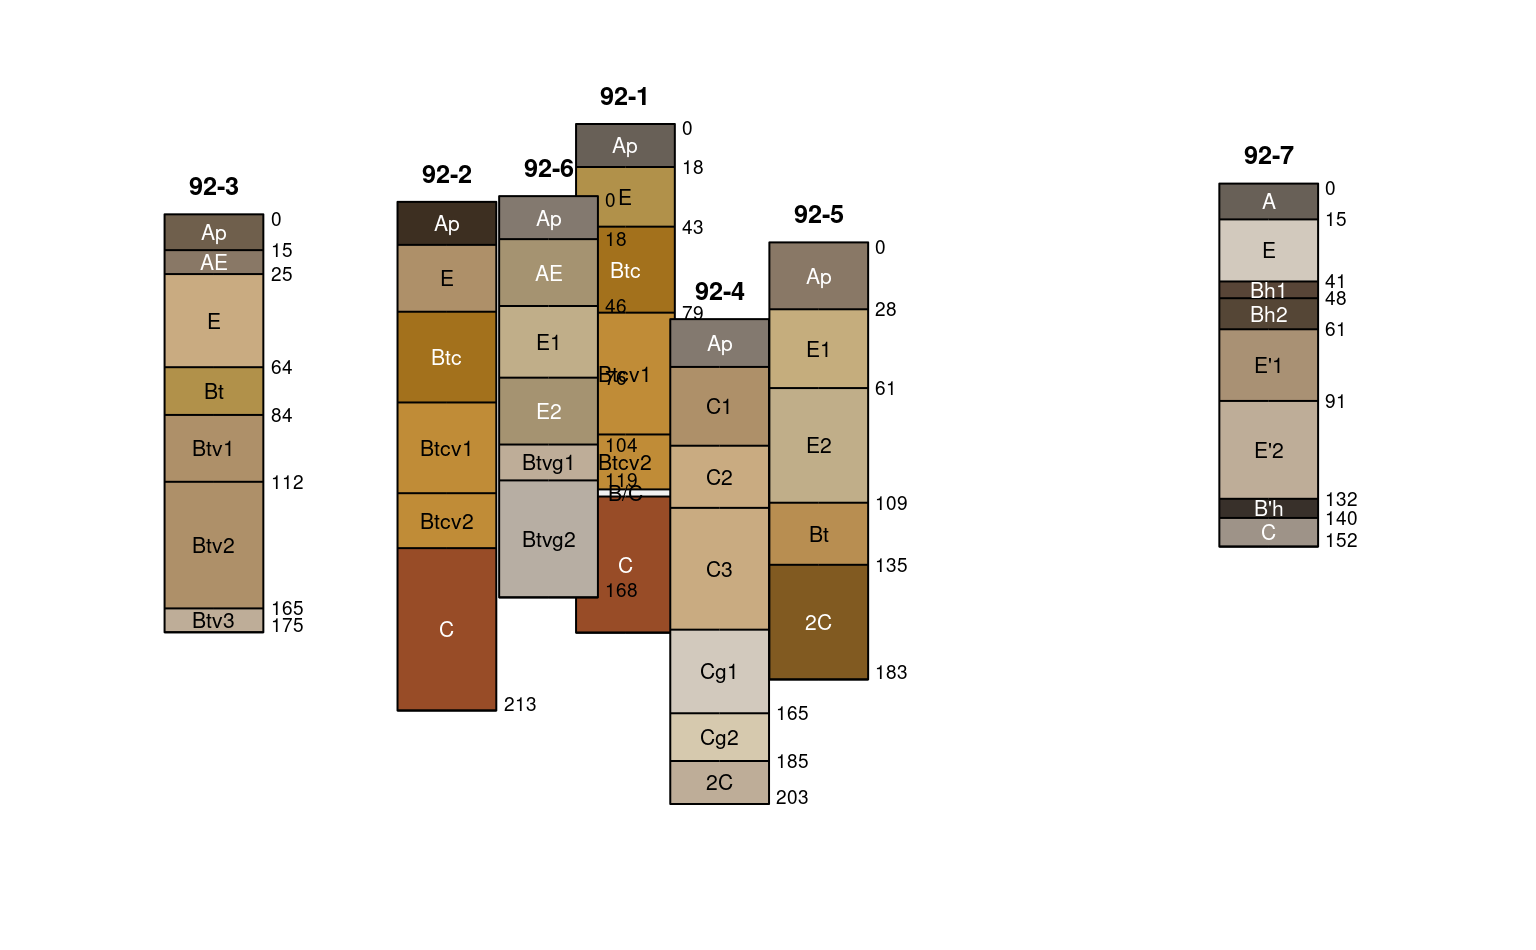 92-3
Ap
AE
E
Bt
Btv1
Btv2
Btv3
0
15
25
64
84
112
165
175
92-2
Ap
E
Btc
Btcv1
Btcv2
C
213
92-6
Ap
AE
E1
E2
Btvg1
Btvg2
0
18
46
76
104
119
168
92-1
Ap
E
Btc
Btcv1
Btcv2
B/C
C
0
18
43
79
92-4
Ap
C1
C2
C3
Cg1
Cg2
2C
165
185
203
92-5
Ap
E1
E2
Bt
2C
0
28
61
109
135
183
92-7
A
E
Bh1
Bh2
E'1
E'2
B'h
C
0
15
41
48
61
91
132
140
152